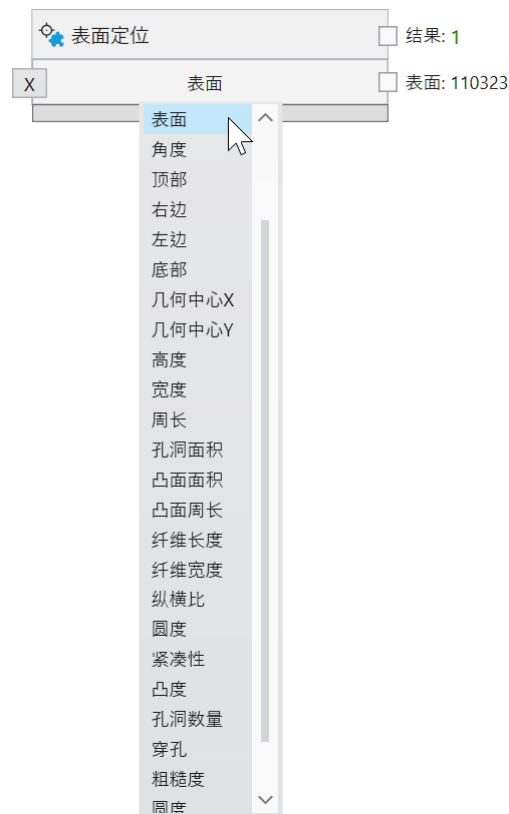 表面定位
结果: 1
X
表面
表面: 110323
表面
角度
顶部
右边
左边
底部
几何中心X
几何中心Y
高度
宽度
周长
孔洞面积
凸面面积
凸面周长
纤维长度
纤维宽度
纵横比
圆度
紧凑性
凸度
孔洞数量
穿孔
粗糙度
圆度